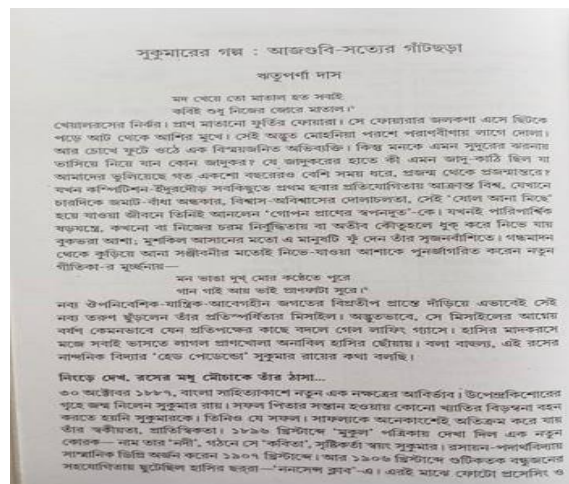 সুকুমারের গল্প : আজগুবি-সত্যের গাঁটছড়া
ঋতুপর্ণা দাস
মদ খেয়ে তো মাতাল হত সবাই
কবিই শুধু নিজের জোরে মাতাল।
খেয়ালরসের নির্ঝর। প্রাণ মাতানো ফুর্তির ফোয়ারা। সে ফোয়ারার জলকণা এসে ছিটকে
পড়ে আট থেকে আশির মুখে। সেই অদ্ভুত মোহনিয়া পরশে পরাণবীণায় লাগে দোলা।
আর চোখে ফুটে ওঠে এক বিস্ময়জনিত অভিব্যক্তি। কিন্তু মনকে এমন সুদূরের ঝরনায়
ভাসিয়ে নিয়ে যান কোন জাদুকর? যে জাদুকরের হাতে কী এমন জাদু-কাঠি ছিল যা
আমাদের ভুলিয়েছে গত একশো বছরেরও বেশি সময় ধরে, প্রজন্ম থেকে প্রজন্মান্তরে?
যখন কম্পিটিশন-ইঁদুরদৌড় সবকিছুতে প্রথম হবার প্রতিযোগিতায় আক্রান্ত বিশ্ব, যেখানে
চারদিকে জমাট-বাঁধা অন্ধকার, বিশ্বাস-অবিশ্বাসের দোলাচলতা, সেই 'ষোল আনা মিছে'
হয়ে যাওয়া জীবনে তিনিই আনলেন 'গোপন প্রাণের স্বপনদূত'-কে। যখনই পারিপার্শ্বিক
ষড়যন্ত্রে, কখনো বা নিজের চরম নির্বুদ্ধিতায় বা অতীব কৌতূহলে ধুক করে নিভে যায়
বুকভরা আশা; মুশকিল আসানের মতো এ মানুষটি ফুঁ দেন তাঁর সৃজনবাঁশিতে। গন্ধমাদন
থেকে কুড়িয়ে আনা সঞ্জীবনীর মতোই নিভে-যাওয়া আশাকে পুনর্জাগরিত করেন নতুন
গীতিকা-র মূর্চ্ছনায়—
মন ভাঙা দুখ্ মোর কণ্ঠেতে পুরে
গান গাই আয় ভাই প্রাণফাটা সুরে।
নব্য ঔপনিবেশিক-যান্ত্রিক-আবেগহীন জগতের বিপ্রতীপ প্রান্তে দাঁড়িয়ে এভাবেই সেই
নব্য তরুণ ছুঁড়লেন তাঁর প্রতিস্পর্ধিতার মিসাইল। অদ্ভুতভাবে, সে মিসাইলের আগ্নেয়
বর্ষণ কেমনভাবে যেন প্রতিপক্ষের কাছে বদলে গেল লাফিং গ্যাসে। হাসির মাদকরসে
মজে সবাই ভাসতে লাগল প্রাণখোলা অনাবিল হাসির ছোঁয়ায়। বলা বাহুল্য, এই রসের
নান্দনিক বিদ্যার 'হেড পেডেন্ডো' সুকুমার রায়ের কথা বলছি।
নিংড়ে দেখ, রসের মধু মৌচাকে তাঁর ঠাসা...
৩০ অক্টোবর ১৮৮৭, বাংলা সাহিত্যাকাশে নতুন এক নক্ষত্রের আবির্ভাব। উপেন্দ্রকিশোরের
গৃহে জন্ম নিলেন সুকুমার রায়। সফল পিতার সন্তান হওয়ায় কোনো খ্যাতির বিড়ম্বনা বহন
করতে হয়নি সুকুমারকে। তিনিও যে সফল। সাফল্যকে অনেকাংশেই অতিক্রম করে যায়
তাঁর স্বকীয়তা, প্রাতিস্বিকতা। ১৮৯৬ খ্রিস্টাব্দে 'মুকুল' পত্রিকায় দেখা দিল এক নতুন
কোরক— নাম তার 'নদী', গঠনে সে 'কবিতা', সৃষ্টিকর্তা স্বয়ং সুকুমার। রসায়ন-পদার্থবিদ্যায়
সাম্মানিক ডিগ্রি অর্জন করেন ১৯০৭ খ্রিস্টাব্দে। আর ১৯০৬ খ্রিস্টাব্দে গুটিকতক বন্ধুজনের
সহযোগিতায় ছুটেছিল হাসির হররা—'ননসেন্স ক্লাব'-এ। এরই মাঝে ফোটো প্রসেসিং ও